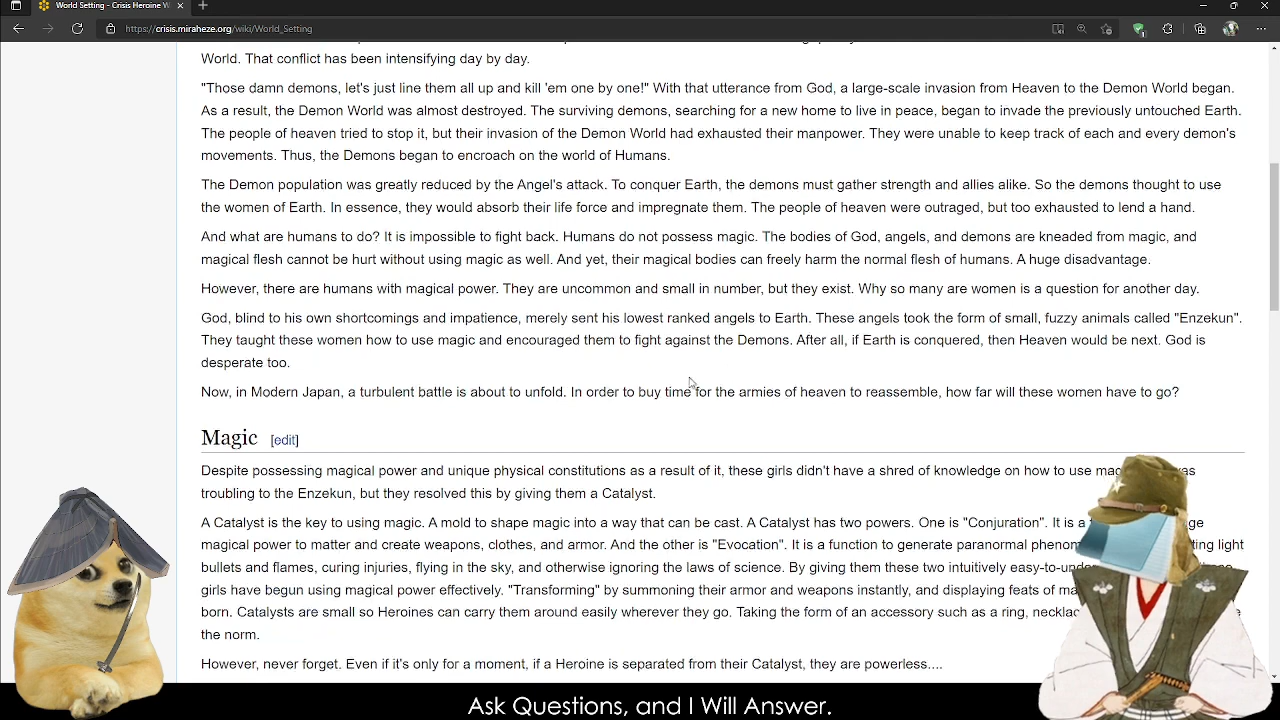 World Setting - Crisis Heroine W
https://crisis.miraheze.org/wiki/World_Setting
World. That conflict has been intensifying day by day.
"Those damn demons, let's just line them all up and kill 'em one by one!" With that utterance from God, a large-scale invasion from Heaven to the Demon World began.
As a result, the Demon World was almost destroyed. The surviving demons, searching for a new home to live in peace, began to invade the previously untouched Earth.
The people of heaven tried to stop it, but their invasion of the Demon World had exhausted their manpower. They were unable to keep track of each and every demon's
movements. Thus, the Demons began to encroach on the world of Humans.
The Demon population was greatly reduced by the Angel's attack. To conquer Earth, the demons must gather strength and allies alike. So the demons thought to use
the women of Earth. In essence, they would absorb their life force and impregnate them. The people of heaven were outraged, but too exhausted to lend a hand.
And what are humans to do? It is impossible to fight back. Humans do not possess magic. The bodies of God, angels, and demons are kneaded from magic, and
magical flesh cannot be hurt without using magic as well. And yet, their magical bodies can freely harm the normal flesh of humans. A huge disadvantage.
However, there are humans with magical power. They are uncommon and small in number, but they exist. Why so many are women is a question for another day.
God, blind to his own shortcomings and impatience, merely sent his lowest ranked angels to Earth. These angels took the form of small, fuzzy animals called "Enzekun".
They taught these women how to use magic and encouraged them to fight against the Demons. After all, if Earth is conquered, then Heaven would be next. God is
desperate too.
Now, in Modern Japan, a turbulent battle is about to unfold. In order to buy time for the armies of heaven to reassemble, how far will these women have to go?
Magic [edit]
Despite possessing magical power and unique physical constitutions as a result of it, these girls didn't have a shred of knowledge on how to use
troubling to the Enzekun, but they resolved this by giving them a Catalyst.
A Catalyst is the key to using magic. A mold to shape magic into a way that can be cast. A Catalyst has two powers. One is "Conjuration". It is a
magical power to matter and create weapons, clothes, and armor. And the other is "Evocation". It is a function to generate paranormal light
bullets and flames, curing injuries, flying in the sky, and otherwise ignoring the laws of science. By giving them these two intuitively
girls have begun using magic power effectively. "Transforming" by summoning their armor and weapons instantly, and displaying feats of
born. Catalysts are small so Heroines can carry them around easily wherever they go. Taking the form of an accessory such as a ring,
the norm.
However, never forget. Even if it's only for a moment, if a Heroine is separated from their Catalyst, they are powerless....
Ask Questions, and I Will Answer.